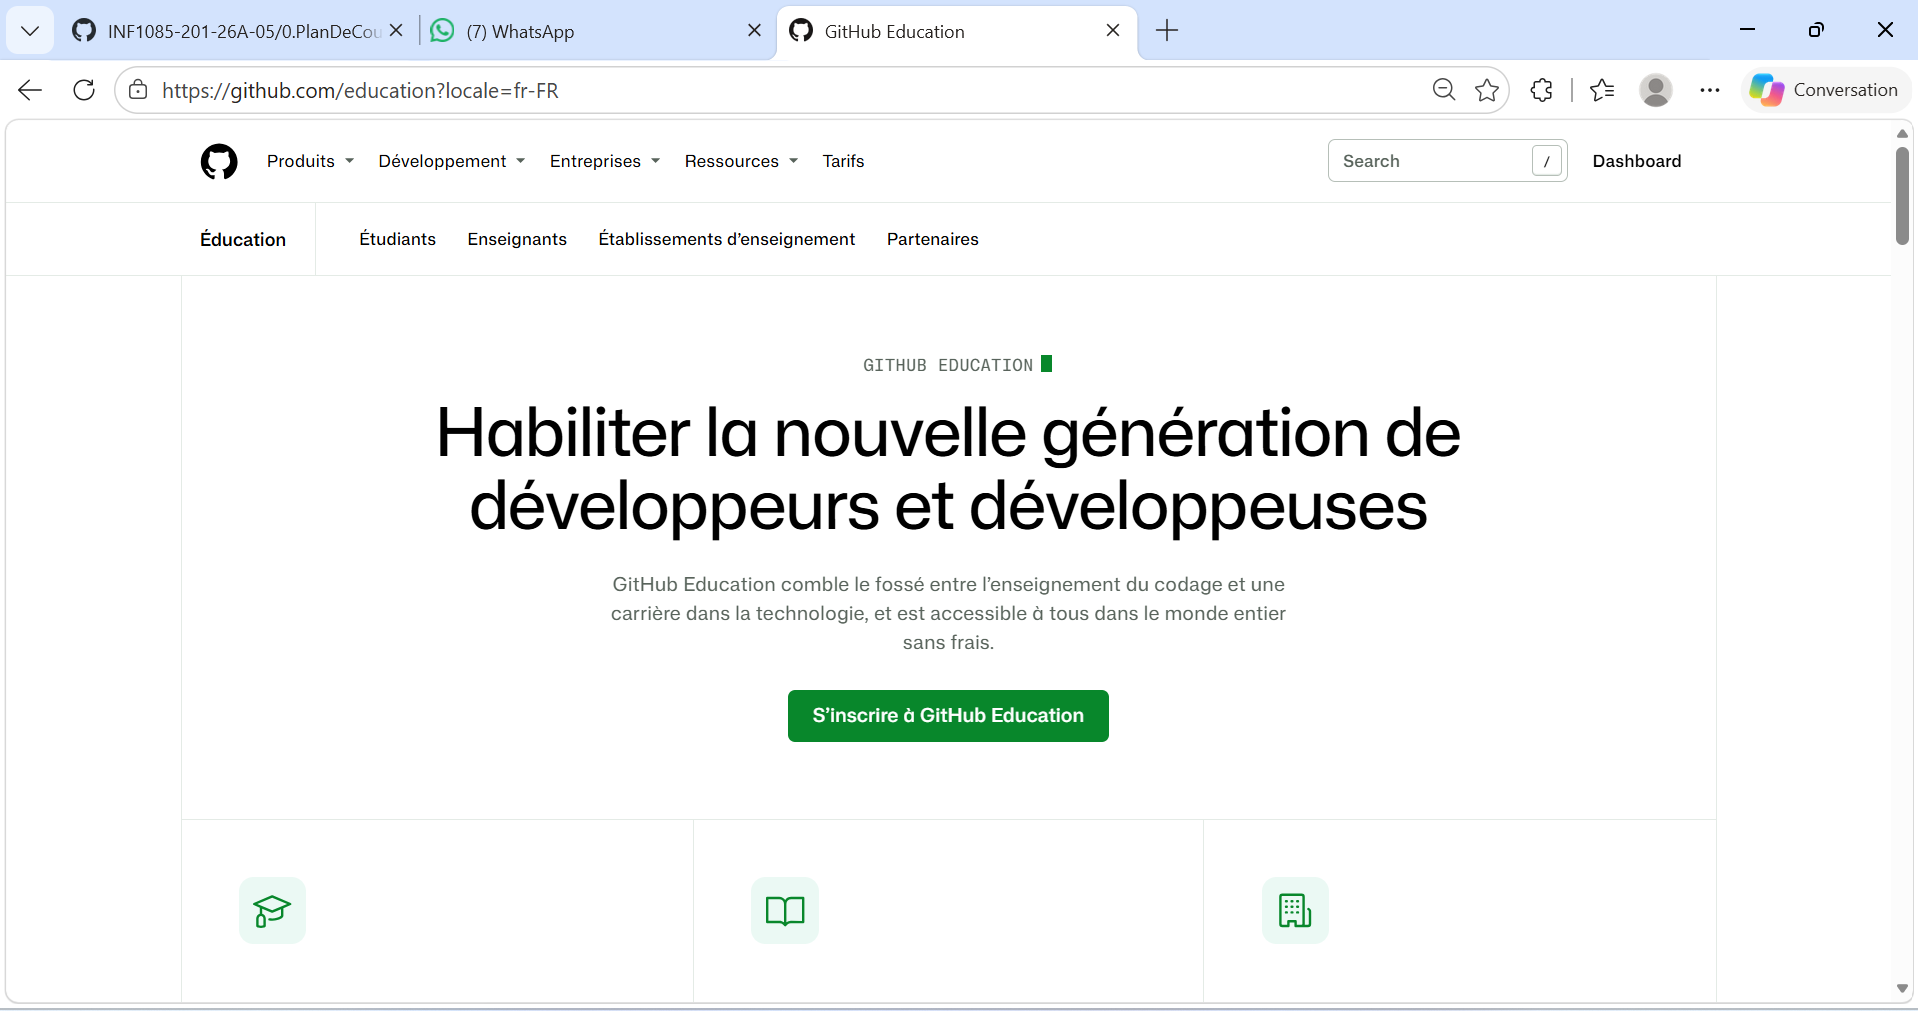 INF1085-201-26A-05/0.PlanDeCou
(7) WhatsApp
GitHub Education
https://github.com/education?locale=fr-FR
Conversation
Produits
Développement
Entreprises
Ressources
Tarifs
Search
/
Dashboard
Éducation
Étudiants
Enseignants
Établissements d’enseignement
Partenaires
GITHUB EDUCATION
Habiliter la nouvelle génération de
développeurs et développeuses
GitHub Education comble le fossé entre l’enseignement du codage et une
carrière dans la technologie, et est accessible à tous dans le monde entier
sans frais.
S’inscrire à GitHub Education